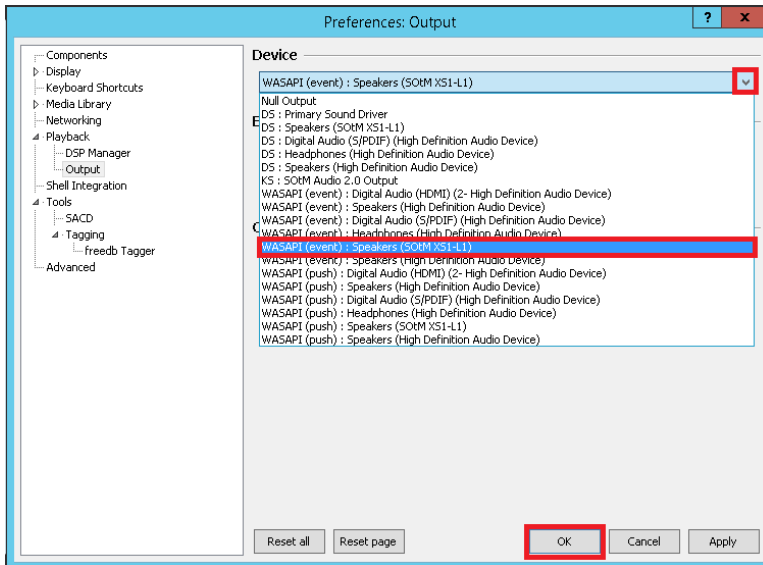 Preferences: Output
?
x
Components
Display
Keyboard Shortcuts
Media Library
Networking
Playback
DSP Manager
Output
Shell Integration
Tools
SACD
Tagging
freedb Tagger
Advanced
Device
WASAPI (event) : Speakers (SOtM XS1-L1)
Null Output
DS : Primary Sound Driver
DS : Speakers (SOtM XS1-L1)
DS : Digital Audio (S/PDIF) (High Definition Audio Device)
DS : Headphones (High Definition Audio Device)
DS : Speakers (High Definition Audio Device)
KS : SOtM Audio 2.0 Output
WASAPI (event) : Digital Audio (HDMI) (2- High Definition Audio Device)
WASAPI (event) : Speakers (High Definition Audio Device)
WASAPI (event) : Digital Audio (S/PDIF) (High Definition Audio Device)
WASAPI (event) : Headphones (High Definition Audio Device)
WASAPI (event) : Speakers (SOtM XS1-L1)
WASAPI (event) : Speakers (High Definition Audio Device)
WASAPI (push) : Digital Audio (HDMI) (2- High Definition Audio Device)
WASAPI (push) : Speakers (High Definition Audio Device)
WASAPI (push) : Digital Audio (S/PDIF) (High Definition Audio Device)
WASAPI (push) : Headphones (High Definition Audio Device)
WASAPI (push) : Speakers (SOtM XS1-L1)
WASAPI (push) : Speakers (High Definition Audio Device)
Reset all
Reset page
OK
Cancel
Apply